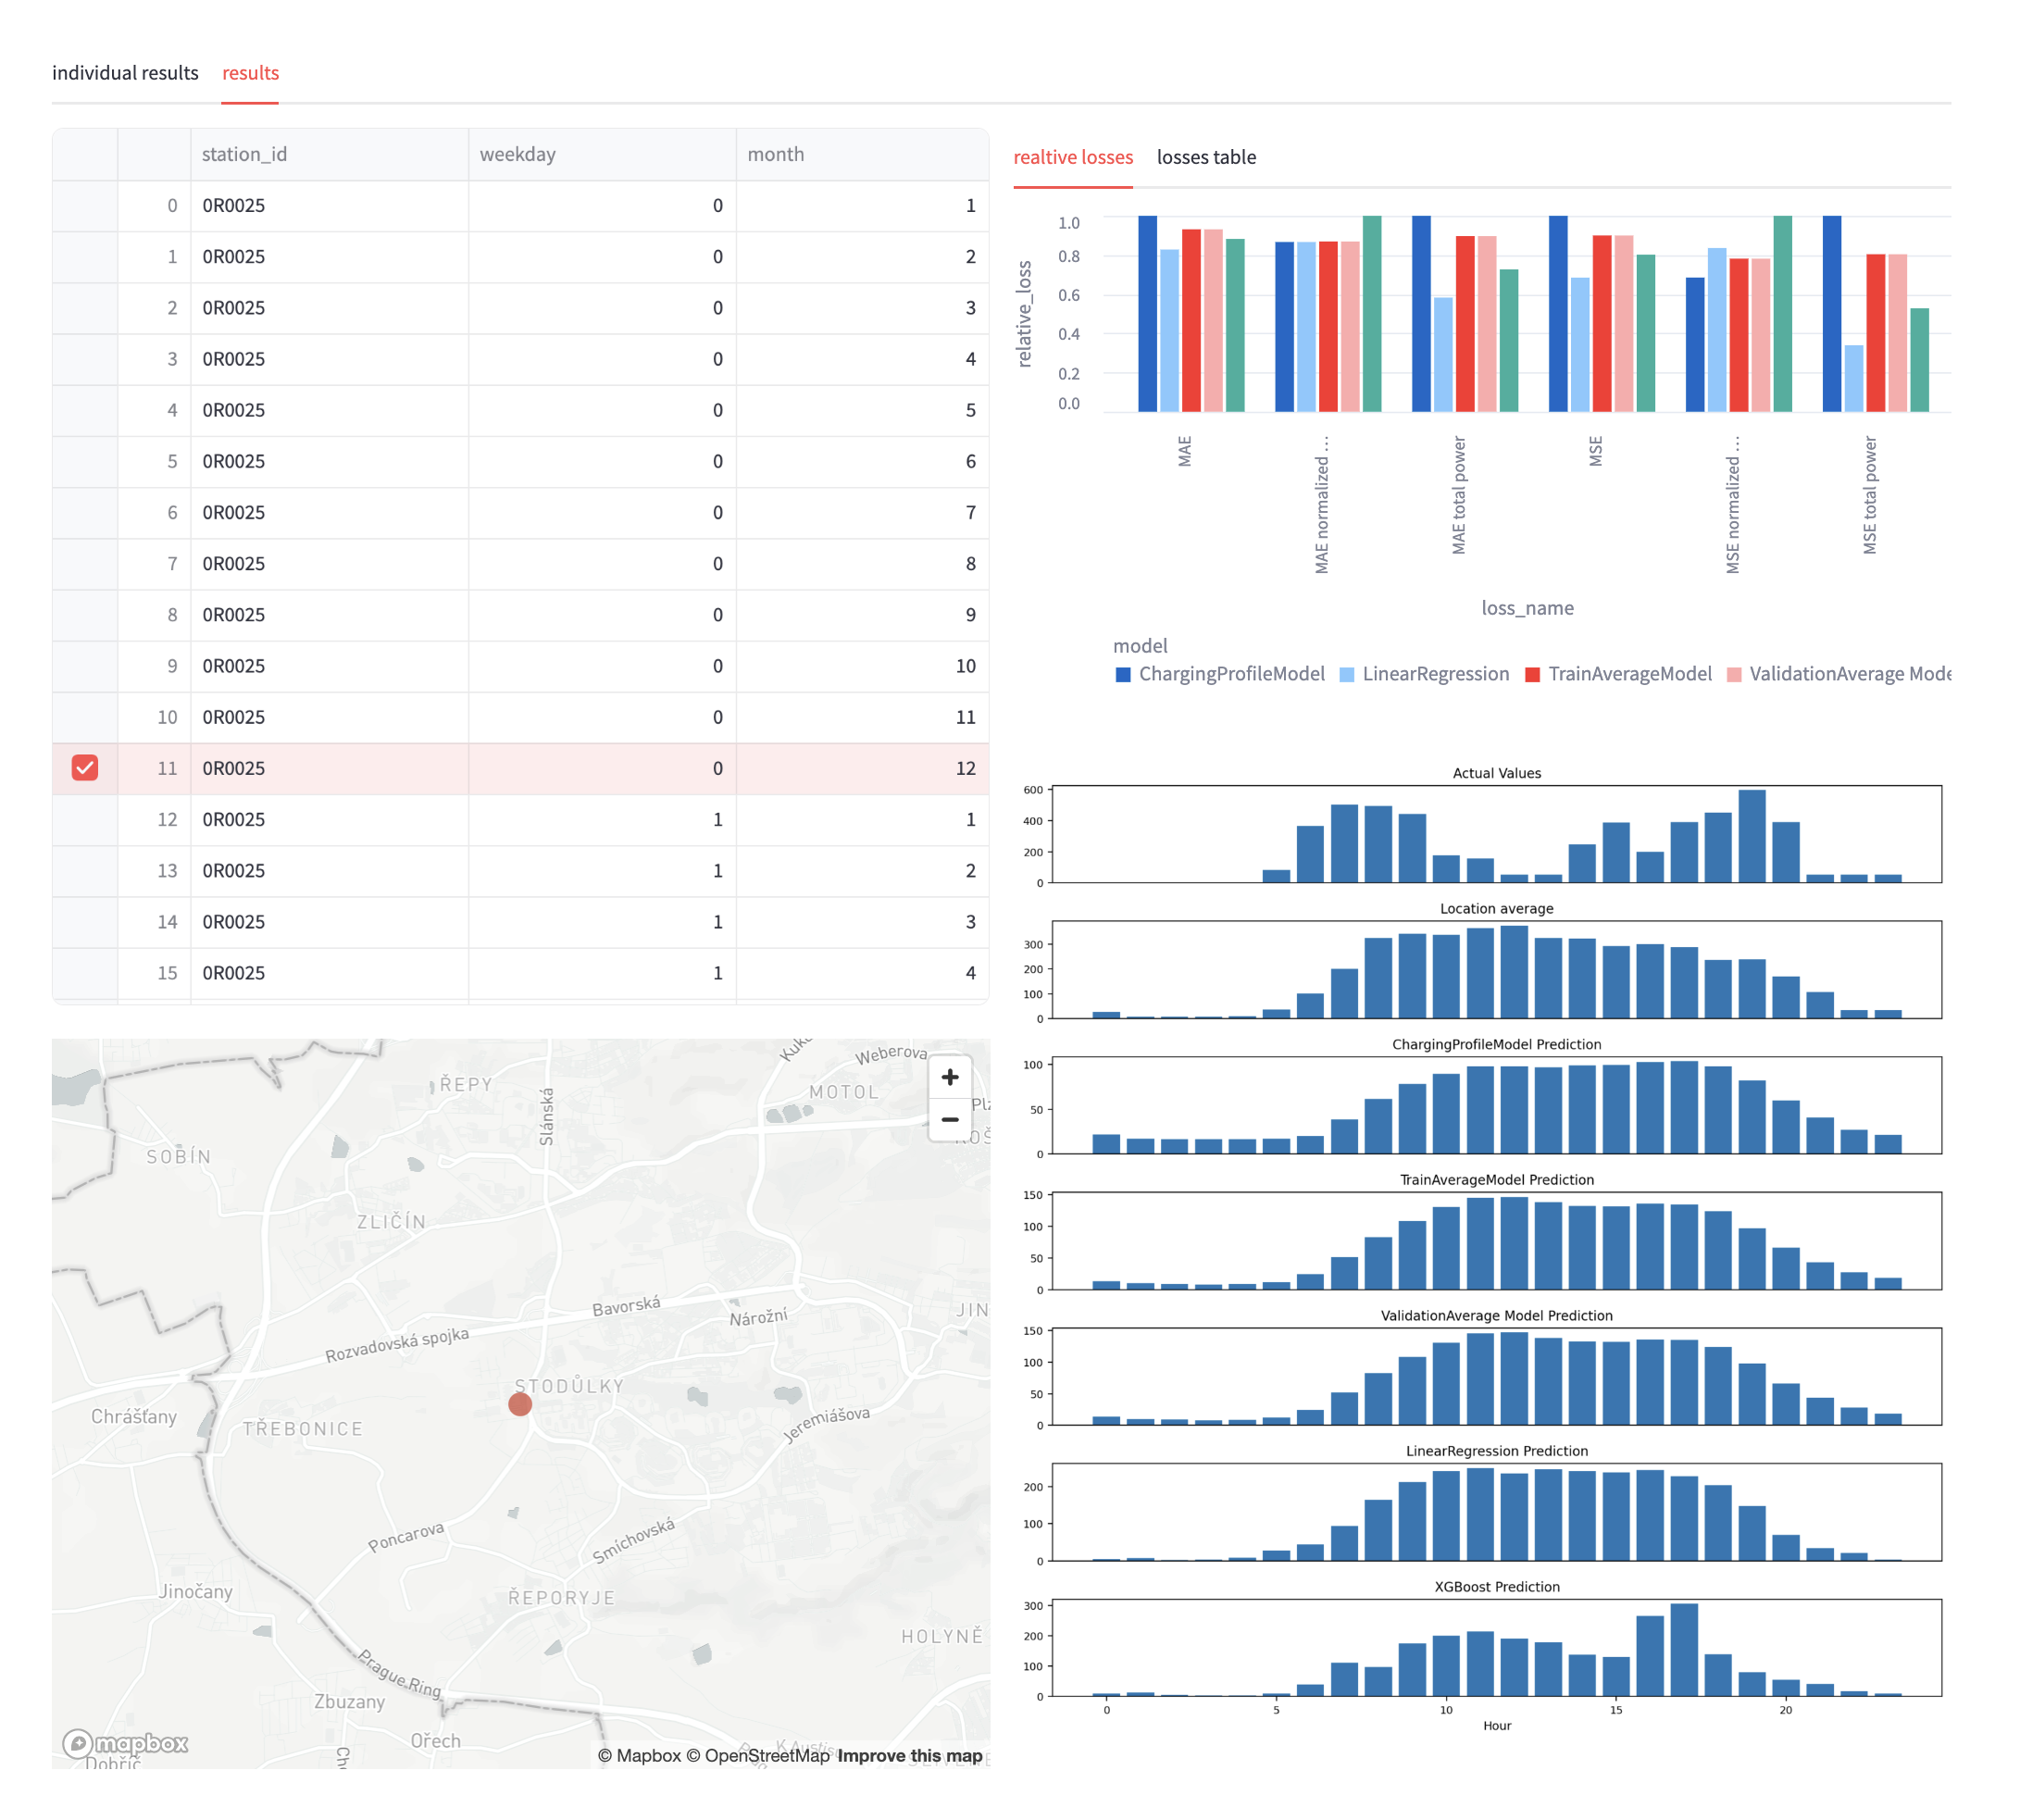 individual results results
station_id weekday month
0 0R0025 0 1
1 0R0025 0 2
2 0R0025 0 3
3 0R0025 0 4
4 0R0025 0 5
5 0R0025 0 6
6 0R0025 0 7
7 0R0025 0 8
8 0R0025 0 9
9 0R0025 0 10
10 0R0025 0 11
11 0R0025 0 12
12 0R0025 1 1
13 0R0025 1 2
14 0R0025 1 3
15 0R0025 1 4
realtive losses losses table
relative_loss
1.0
0.8
0.6
0.4
0.2
0.0
MAE
MAE normalized ...
MAE total power
MSE
MSE normalized ...
MSE total power
loss_name
model
ChargingProfileModel LinearRegression TrainAverageModel ValidationAverage Mode
Actual Values
600
400
200
0
Location average
300
200
100
0
ChargingProfileModel Prediction
100
50
0
TrainAverageModel Prediction
150
100
50
0
ValidationAverage Model Prediction
150
100
50
0
LinearRegression Prediction
200
100
0
XGBoost Prediction
300
200
100
0
0 5 10 15 20
Hour
Weberova
ŘEPY
MOTOL
Slánská
SOBÍN
ZLIČÍN
Bavorská
Nárožní
JIN
Rozvadovská spojka
STODŮLKY
Chrášťany
TŘEBONICE
Jeremiášova
Poncarova
Smíchovská
Jinočany
ŘEPORYJE
HOLYNĚ
Prague Ring
Zbuzany
Ořech
mapbox
Dobříč
© Mapbox © OpenStreetMap Improve this map